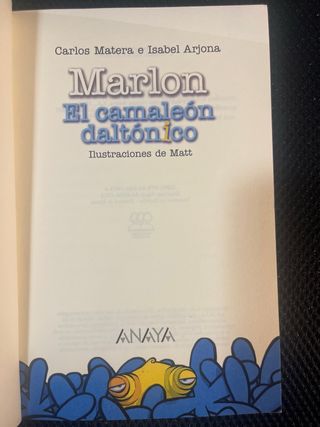 Carlos Matera e Isabel Arjona
Marlon
El camaleón
daltónico
Ilustraciones de Matt
ANAYA